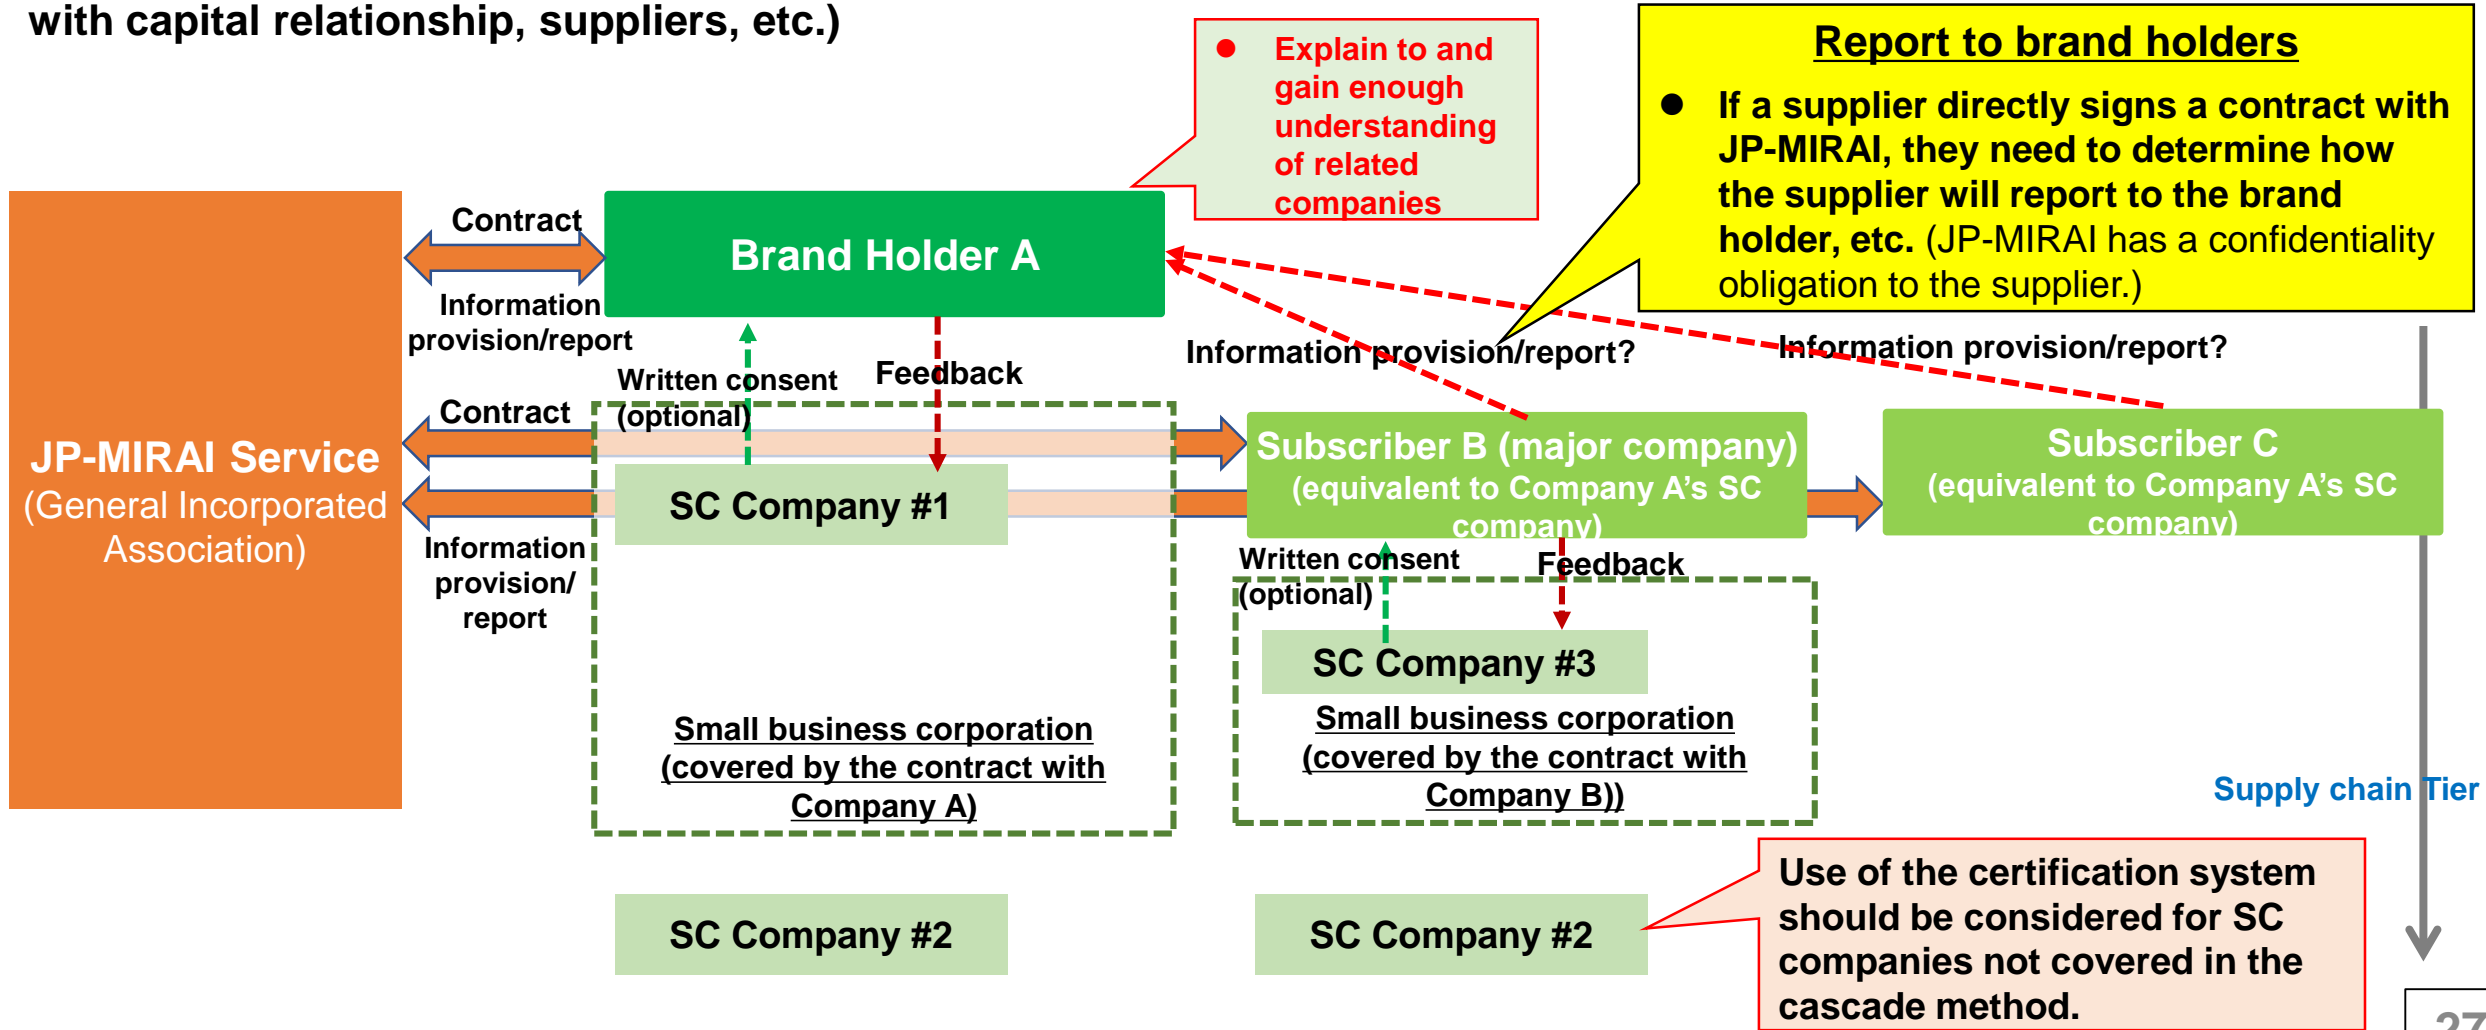 with capital relationship, suppliers, etc.)
Explain to and
gain enough
understanding
of related
companies
Report to brand holders
If a supplier directly signs a contract with
JP-MIRAI, they need to determine how
the supplier will report to the brand
holder, etc. (JP-MIRAI has a confidentiality
obligation to the supplier.)
Contract
Brand Holder A
Information
provision/report
Information provision/report?
Information provision/report?
Written consent
(optional)
Feedback
Contract
JP-MIRAI Service
(General Incorporated
Association)
SC Company #1
Subscriber B (major company)
(equivalent to Company A’s SC
company)
Subscriber C
(equivalent to Company A’s SC
company)
Information
provision/
report
Written consent
(optional)
Feedback
SC Company #3
Small business corporation
(covered by the contract with
Company A)
Small business corporation
(covered by the contract with
Company B))
Supply chain Tier
SC Company #2
SC Company #2
Use of the certification system
should be considered for SC
companies not covered in the
cascade method.
27